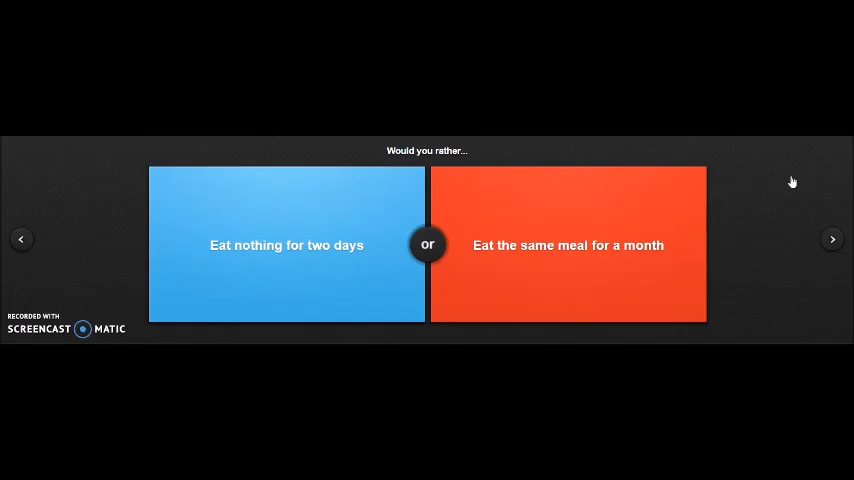 Would you rather...
Eat nothing for two days
or
Eat the same meal for a month
RECORDED WITH
SCREENCAST MATIC